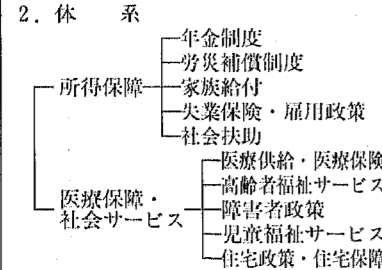 2. 体　　系
年金制度
労災補償制度
所得保障
家族給付
失業保険・雇用政策
社会扶助
医療供給・医療保険
高齢者福祉サービス
医療保障・
社会サービス
障害者政策
児童福祉サービス
住宅政策・住宅保障